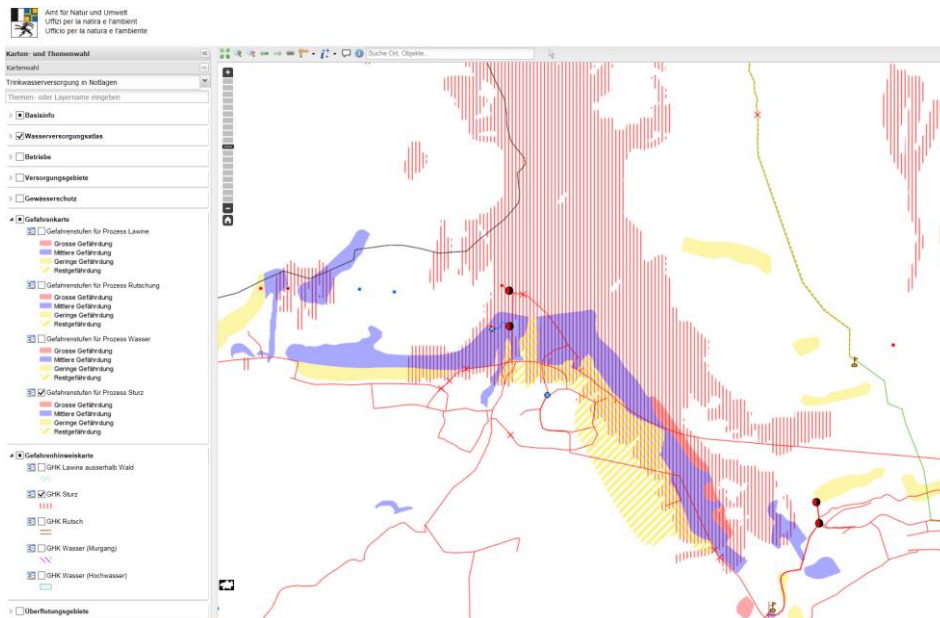 Amt für Natur und Umwelt
Uffizi per la natira e l'ambient
Ufficio per la natura e l'ambiente
Karten- und Themenwahl
Kartenwahl
Trinkwasserversorgung in Notlagen
Themen- oder Layername eingeben
Suche Ort, Objekte...
Basisinfo
Wasserversorgungsatlas
Betriebe
Versorgungsgebiete
Gewässerschutz
Gefahrenkarte
Gefahrenstufen für Prozess Lawine
Grosse Gefährdung
Mittlere Gefährdung
Geringe Gefährdung
Restgefährdung
Gefahrenstufen für Prozess Rutschung
Grosse Gefährdung
Mittlere Gefährdung
Geringe Gefährdung
Restgefährdung
Gefahrenstufen für Prozess Wasser
Grosse Gefährdung
Mittlere Gefährdung
Geringe Gefährdung
Restgefährdung
Gefahrenstufen für Prozess Sturz
Grosse Gefährdung
Mittlere Gefährdung
Geringe Gefährdung
Restgefährdung
Gefahrenhinweiskarte
GHK Lawine ausserhalb Wald
GHK Sturz
GHK Rutsch
GHK Wasser (Murgang)
GHK Wasser (Hochwasser)
Überflutungsgebiete